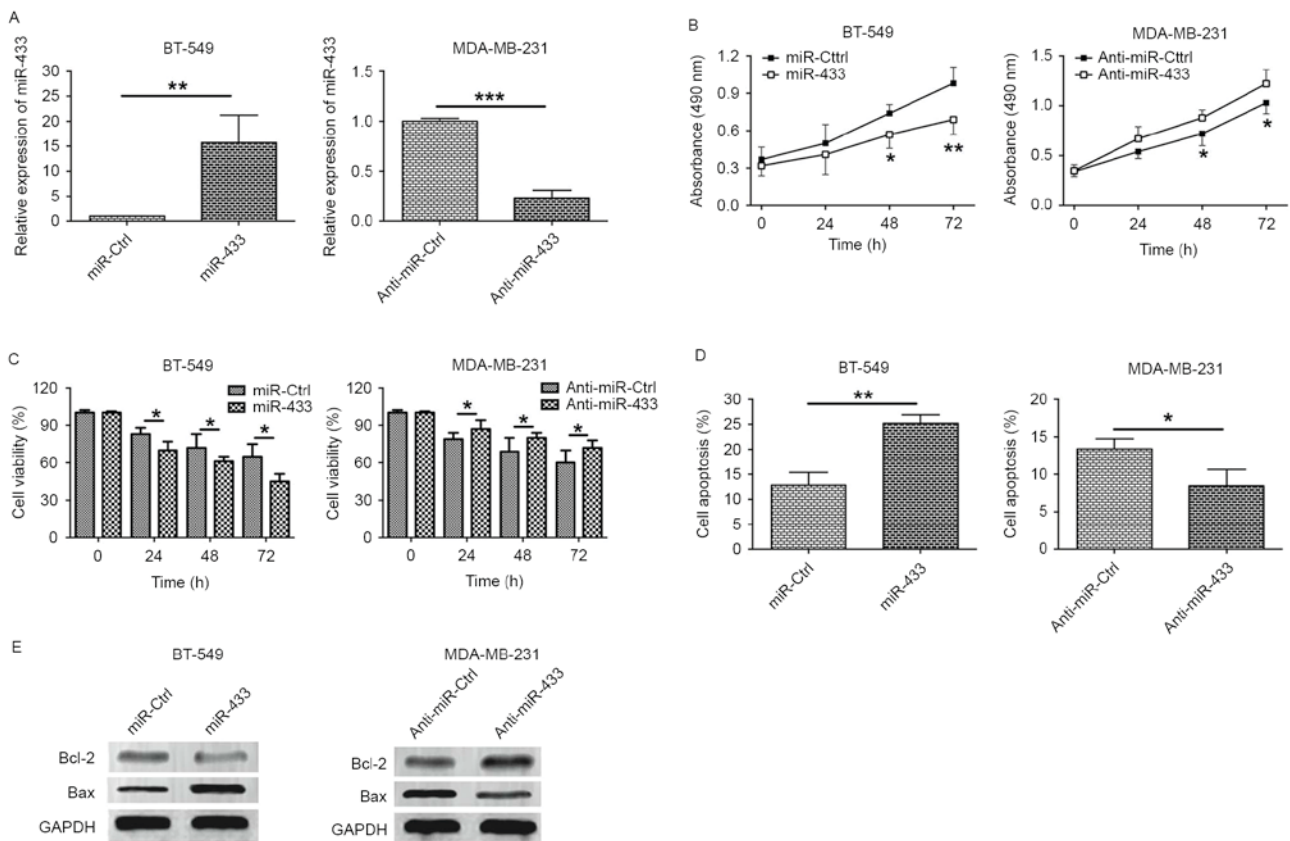 A
BT-549
Relative expression of miR-433
30
25
20
15
10
5
0
**
miR-Ctrl
miR-433
MDA-MB-231
Relative expression of miR-433
1.5
1.0
0.5
0.0
***
Anti-miR-Ctrl
Anti-miR-433
B
BT-549
Absorbance (490 nm)
1.2
0.9
0.6
0.3
0.0
miR-Cttrl
miR-433
*
**
0 24 48 72
Time (h)
MDA-MB-231
Absorbance (490 nm)
1.5
1.0
0.5
0.0
Anti-miR-Cttrl
Anti-miR-433
*
*
0 24 48 72
Time (h)
C
BT-549
Cell viability (%)
120
90
60
30
0
miR-Ctrl
miR-433
* * *
0 24 48 72
Time (h)
MDA-MB-231
Cell viability (%)
120
90
60
30
0
Anti-miR-Ctrl
Anti-miR-433
* * *
0 24 48 72
Time (h)
D
BT-549
Cell apoptosis (%)
30
25
20
15
10
5
0
**
miR-Ctrl
miR-433
MDA-MB-231
Cell apoptosis (%)
20
15
10
5
0
*
Anti-miR-Ctrl
Anti-miR-433
E
BT-549
miR-Ctrl
miR-433
Bcl-2
Bax
GAPDH
MDA-MB-231
Anti-miR-Ctrl
Anti-miR-433
Bcl-2
Bax
GAPDH